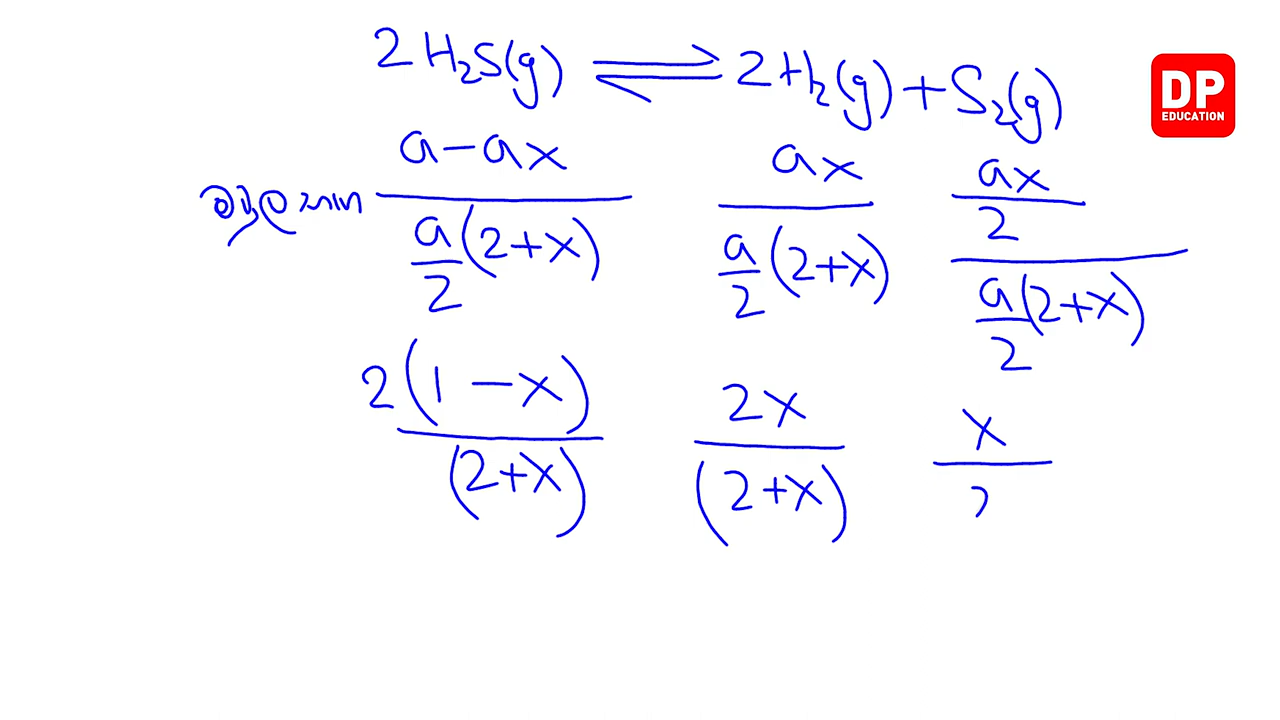 2H₂S(g) ⇌ 2H₂(g) + S₂(g)
DP
EDUCATION
a-ax / a/2 (2+x)    ax / a/2 (2+x)    ax/2 / a/2 (2+x)
2(1-x) / (2+x)    2x / (2+x)    x